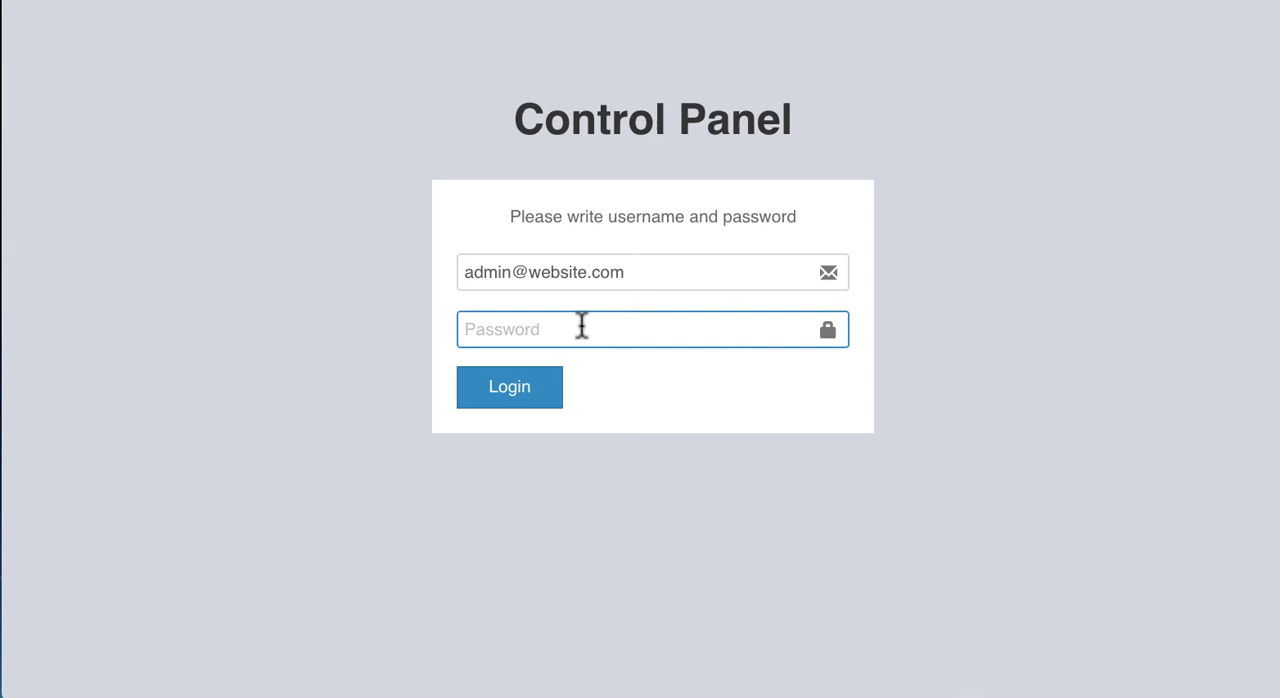 Control Panel
Please write username and password
admin@website.com
Password
Login